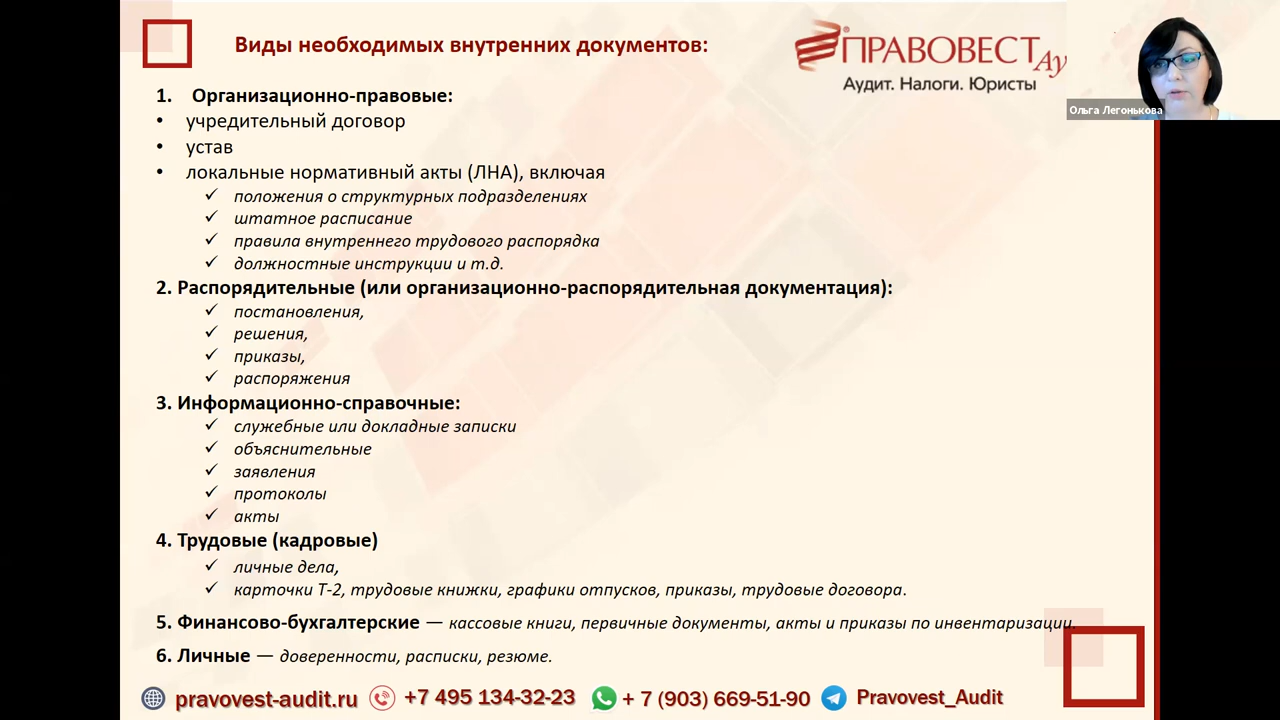 Виды необходимых внутренних документов:
ПРАВОВЕСТ Ау
Аудит. Налоги. Юристы
Ольга Легонькова
1. Организационно-правовые:
• учредительный договор
• устав
• локальные нормативный акты (ЛНА), включая
✓ положения о структурных подразделениях
✓ штатное расписание
✓ правила внутреннего трудового распорядка
✓ должностные инструкции и т.д.
2. Распорядительные (или организационно-распорядительная документация):
✓ постановления,
✓ решения,
✓ приказы,
✓ распоряжения
3. Информационно-справочные:
✓ служебные или докладные записки
✓ объяснительные
✓ заявления
✓ протоколы
✓ акты
4. Трудовые (кадровые)
✓ личные дела,
✓ карточки Т-2, трудовые книжки, графики отпусков, приказы, трудовые договора.
5. Финансово-бухгалтерские — кассовые книги, первичные документы, акты и приказы по инвентаризации.
6. Личные — доверенности, расписки, резюме.
pravovest-audit.ru +7 495 134-32-23 + 7 (903) 669-51-90 Pravovest_Audit